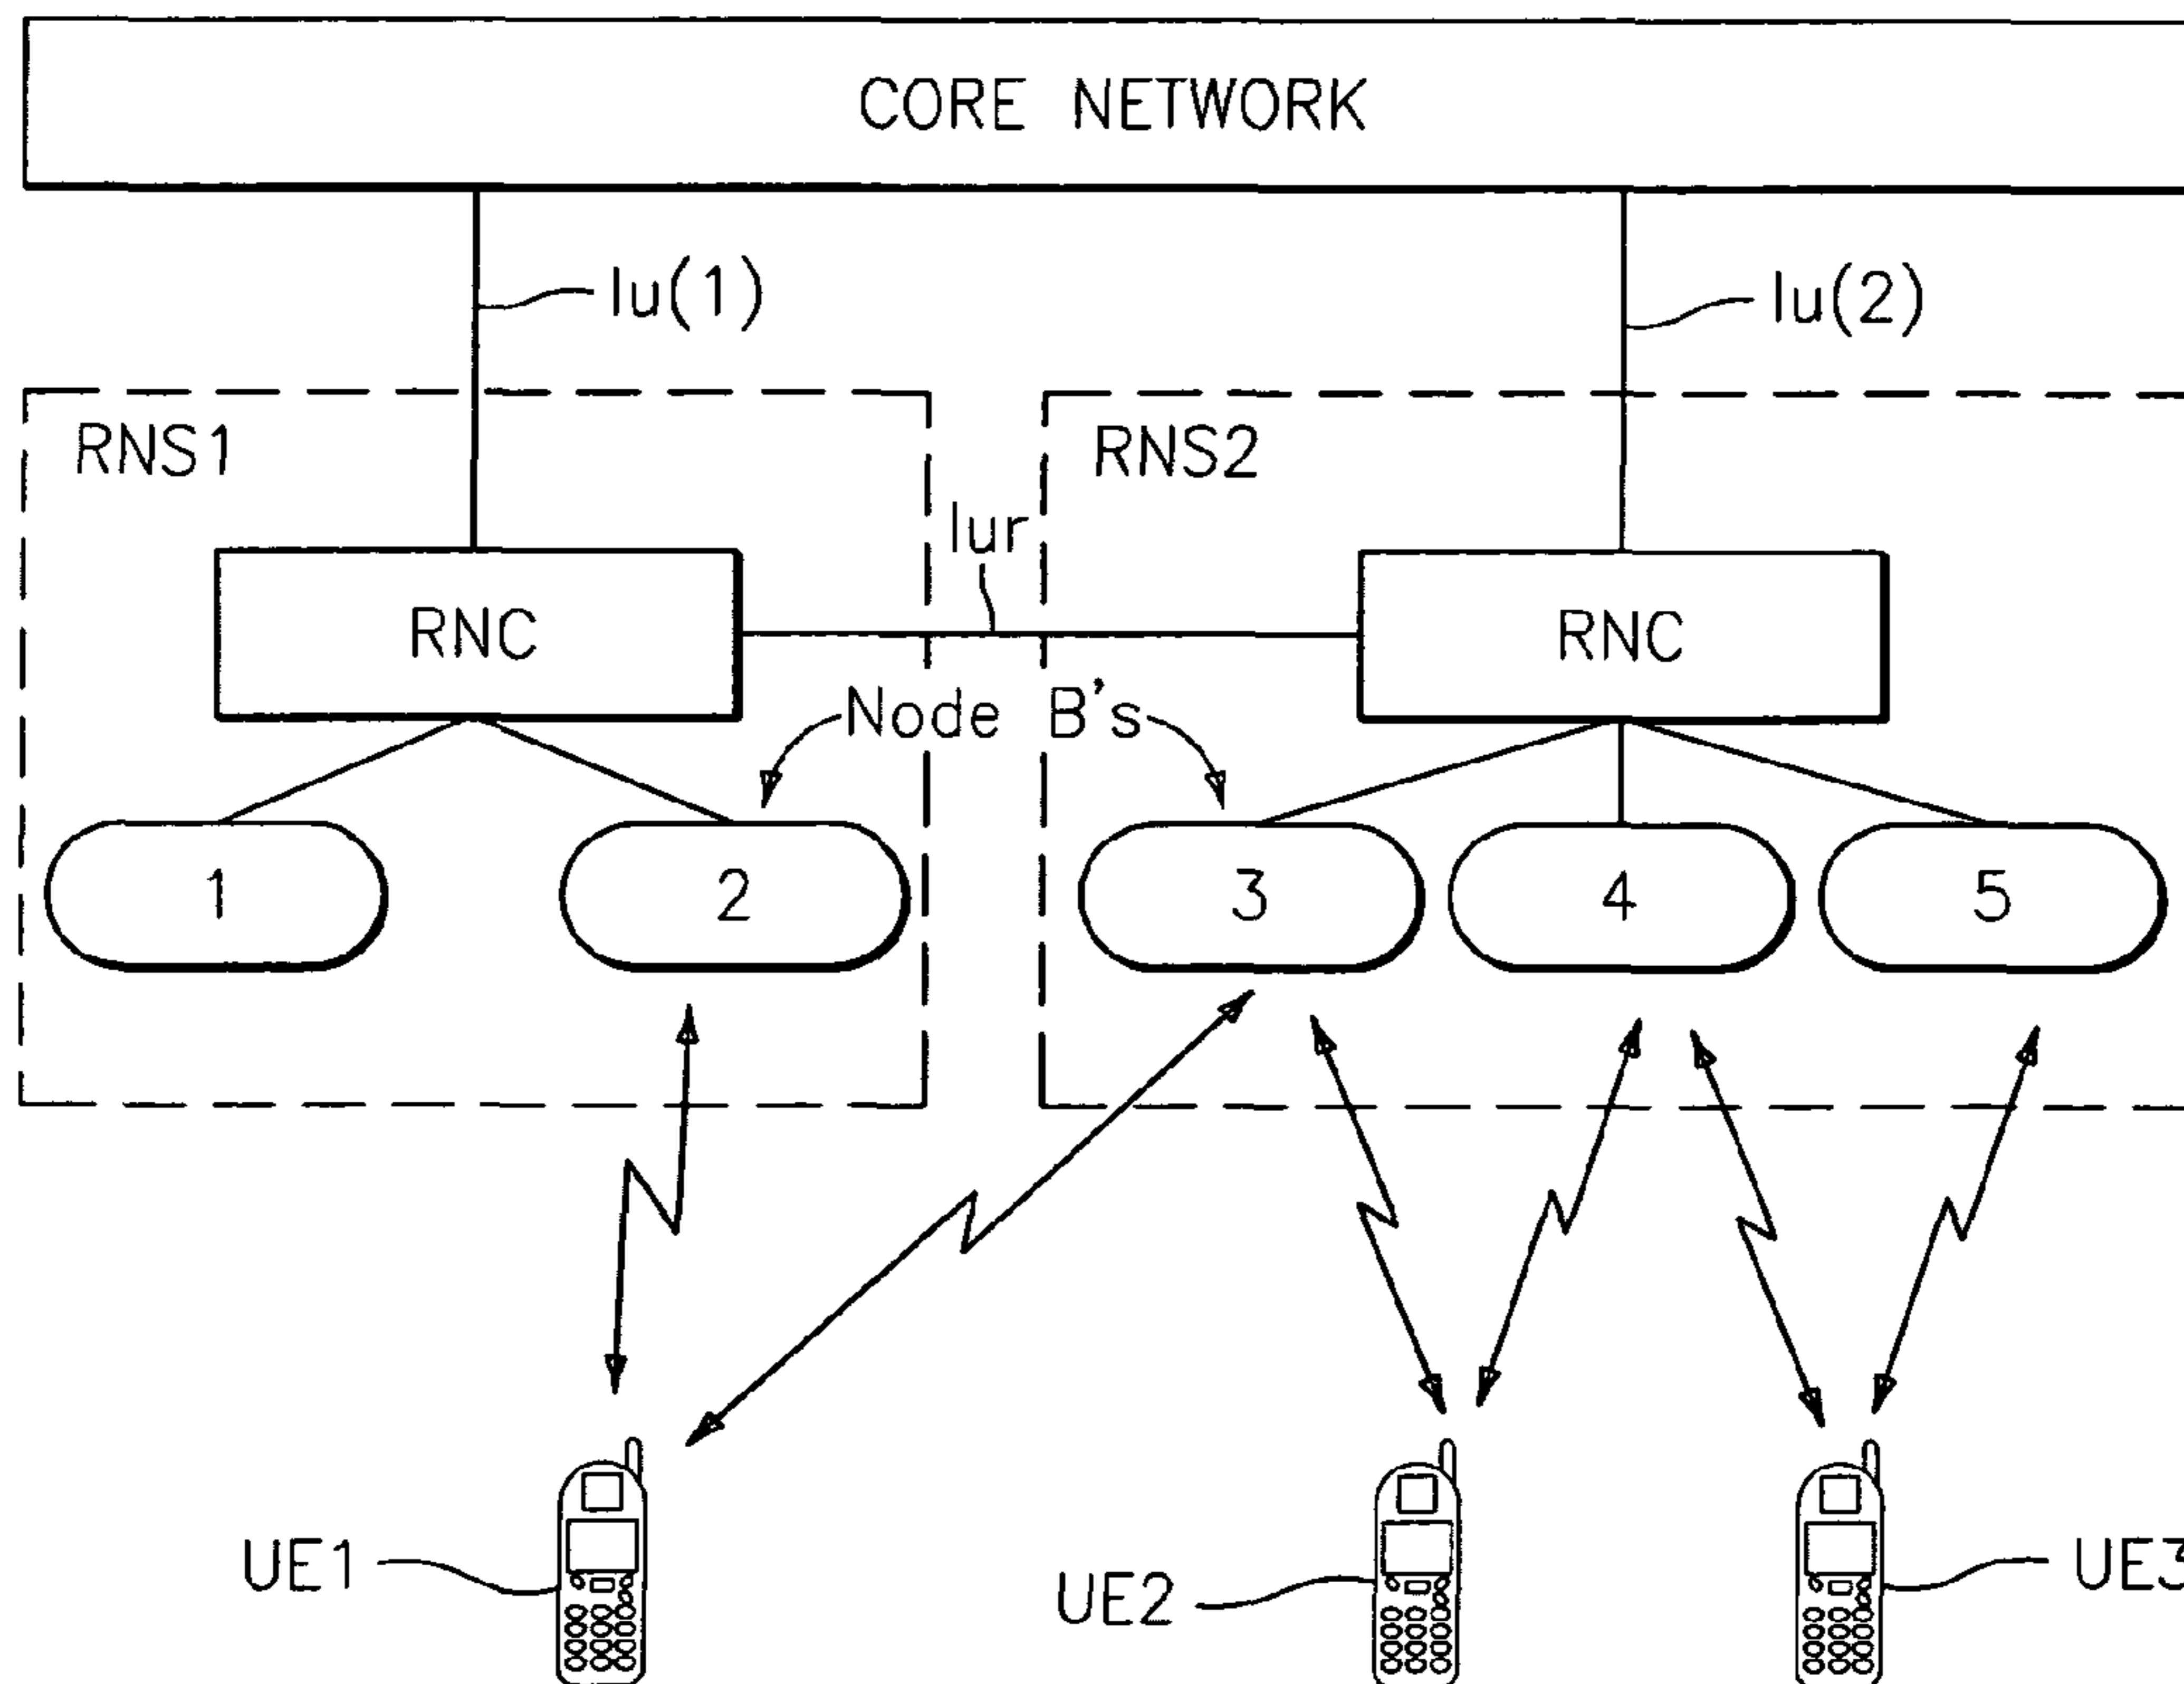 CORE NETWORK
Iu(1)
Iu(2)
RNS1
RNS2
Iur
RNC
RNC
Node B's
1
2
3
4
5
UE1
UE2
UE3